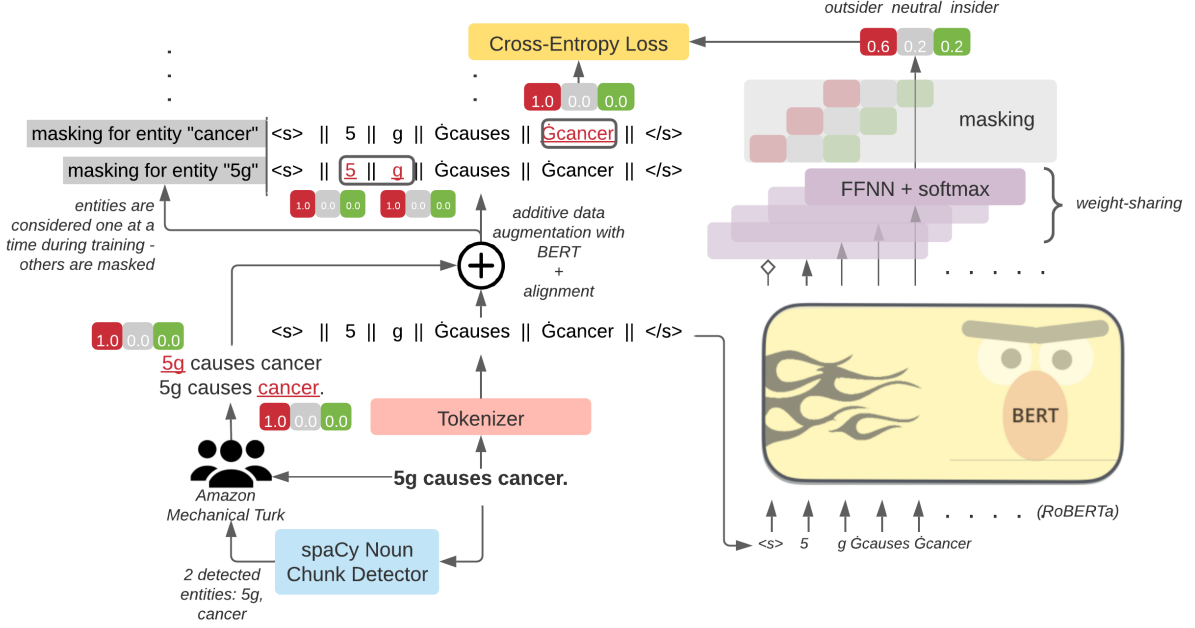 outsider neutral insider
Cross-Entropy Loss
0.6 0.2 0.2
1.0 0.0 0.0
masking for entity "cancer" <s> || 5 || g || Ġcauses || Ġcancer || </s>
masking for entity "5g" <s> || 5 || g || Ġcauses || Ġcancer || </s>
1.0 0.0 0.0 1.0 0.0 0.0
masking
FFNN + softmax
weight-sharing
entities are
considered one at a
time during training -
others are masked
additive data
augmentation with
BERT
+
alignment
<s> || 5 || g || Ġcauses || Ġcancer || </s>
1.0 0.0 0.0
5g causes cancer
5g causes cancer.
1.0 0.0 0.0
Tokenizer
BERT
5g causes cancer.
Amazon
Mechanical Turk
spaCy Noun
Chunk Detector
2 detected
entities: 5g,
cancer
. . . . (RoBERTa)
<s> 5 g Ġcauses Ġcancer